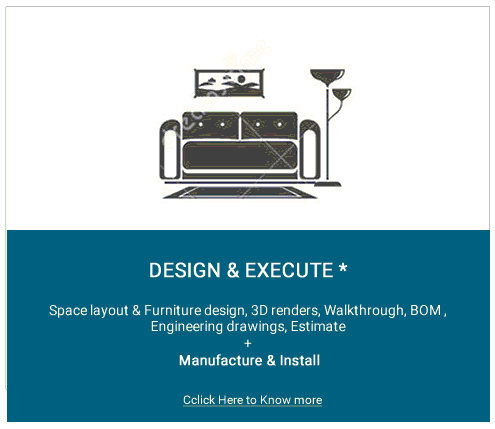 DESIGN & EXECUTE *
Space layout & Furniture design, 3D renders, Walkthrough, BOM ,
Engineering drawings, Estimate
+
Manufacture & Install
Cclick Here to Know more